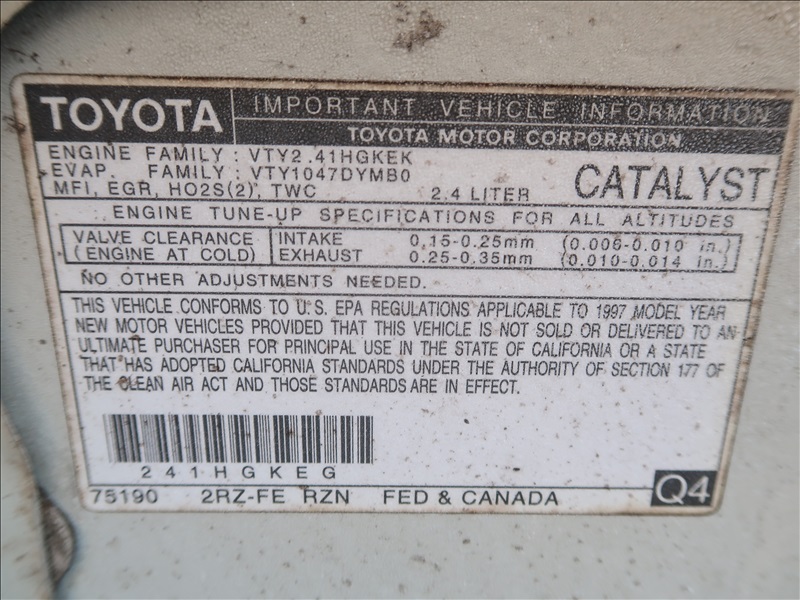 TOYOTA IMPORTANT VEHICLE INFORMATION
TOYOTA MOTOR CORPORATION
ENGINE FAMILY : VTY2.41HGKEK
EVAP. FAMILY : VTY1047DYMB0
MFI, EGR, HO2S(2), TWC 2.4 LITER CATALYST
ENGINE TUNE-UP SPECIFICATIONS FOR ALL ALTITUDES
VALVE CLEARANCE INTAKE 0.15-0.25mm (0.006-0.010 in.)
(ENGINE AT COLD) EXHAUST 0.25-0.35mm (0.010-0.014 in.)
NO OTHER ADJUSTMENTS NEEDED.
THIS VEHICLE CONFORMS TO U.S. EPA REGULATIONS APPLICABLE TO 1997 MODEL YEAR
NEW MOTOR VEHICLES PROVIDED THAT THIS VEHICLE IS NOT SOLD OR DELIVERED TO AN
ULTIMATE PURCHASER FOR PRINCIPAL USE IN THE STATE OF CALIFORNIA OR A STATE
THAT HAS ADOPTED CALIFORNIA STANDARDS UNDER THE AUTHORITY OF SECTION 177 OF
THE CLEAN AIR ACT AND THOSE STANDARDS ARE IN EFFECT.
241HGKEG
75190 2RZ-FE RZN FED & CANADA Q4